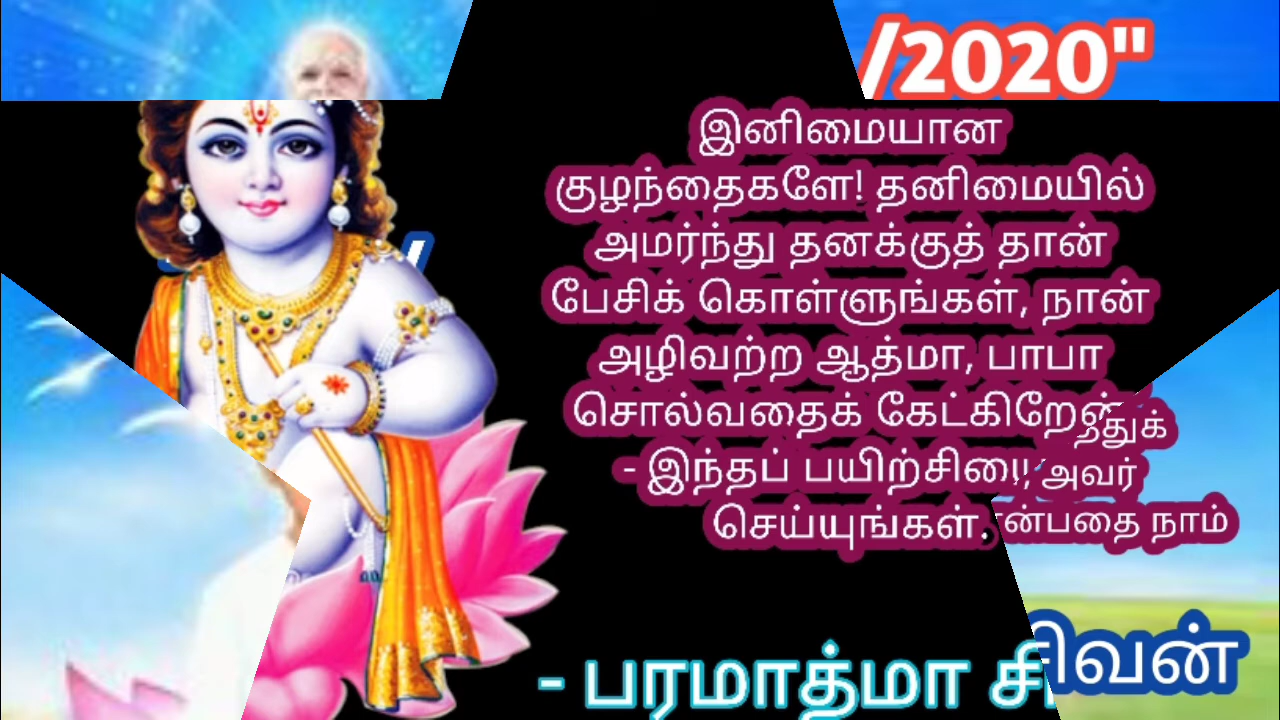 /2020"
இனிமையான
குழந்தைகளே! தனிமையில்
அமர்ந்து தனக்குத் தான்
பேசிக் கொள்ளுங்கள், நான்
அழிவற்ற ஆத்மா, பாபா
சொல்வதைக் கேட்கிறேன்
- இந்தப் பயிற்சியை அவர்
செய்யுங்கள். நாம்
- பரமாத்மா சிவன்